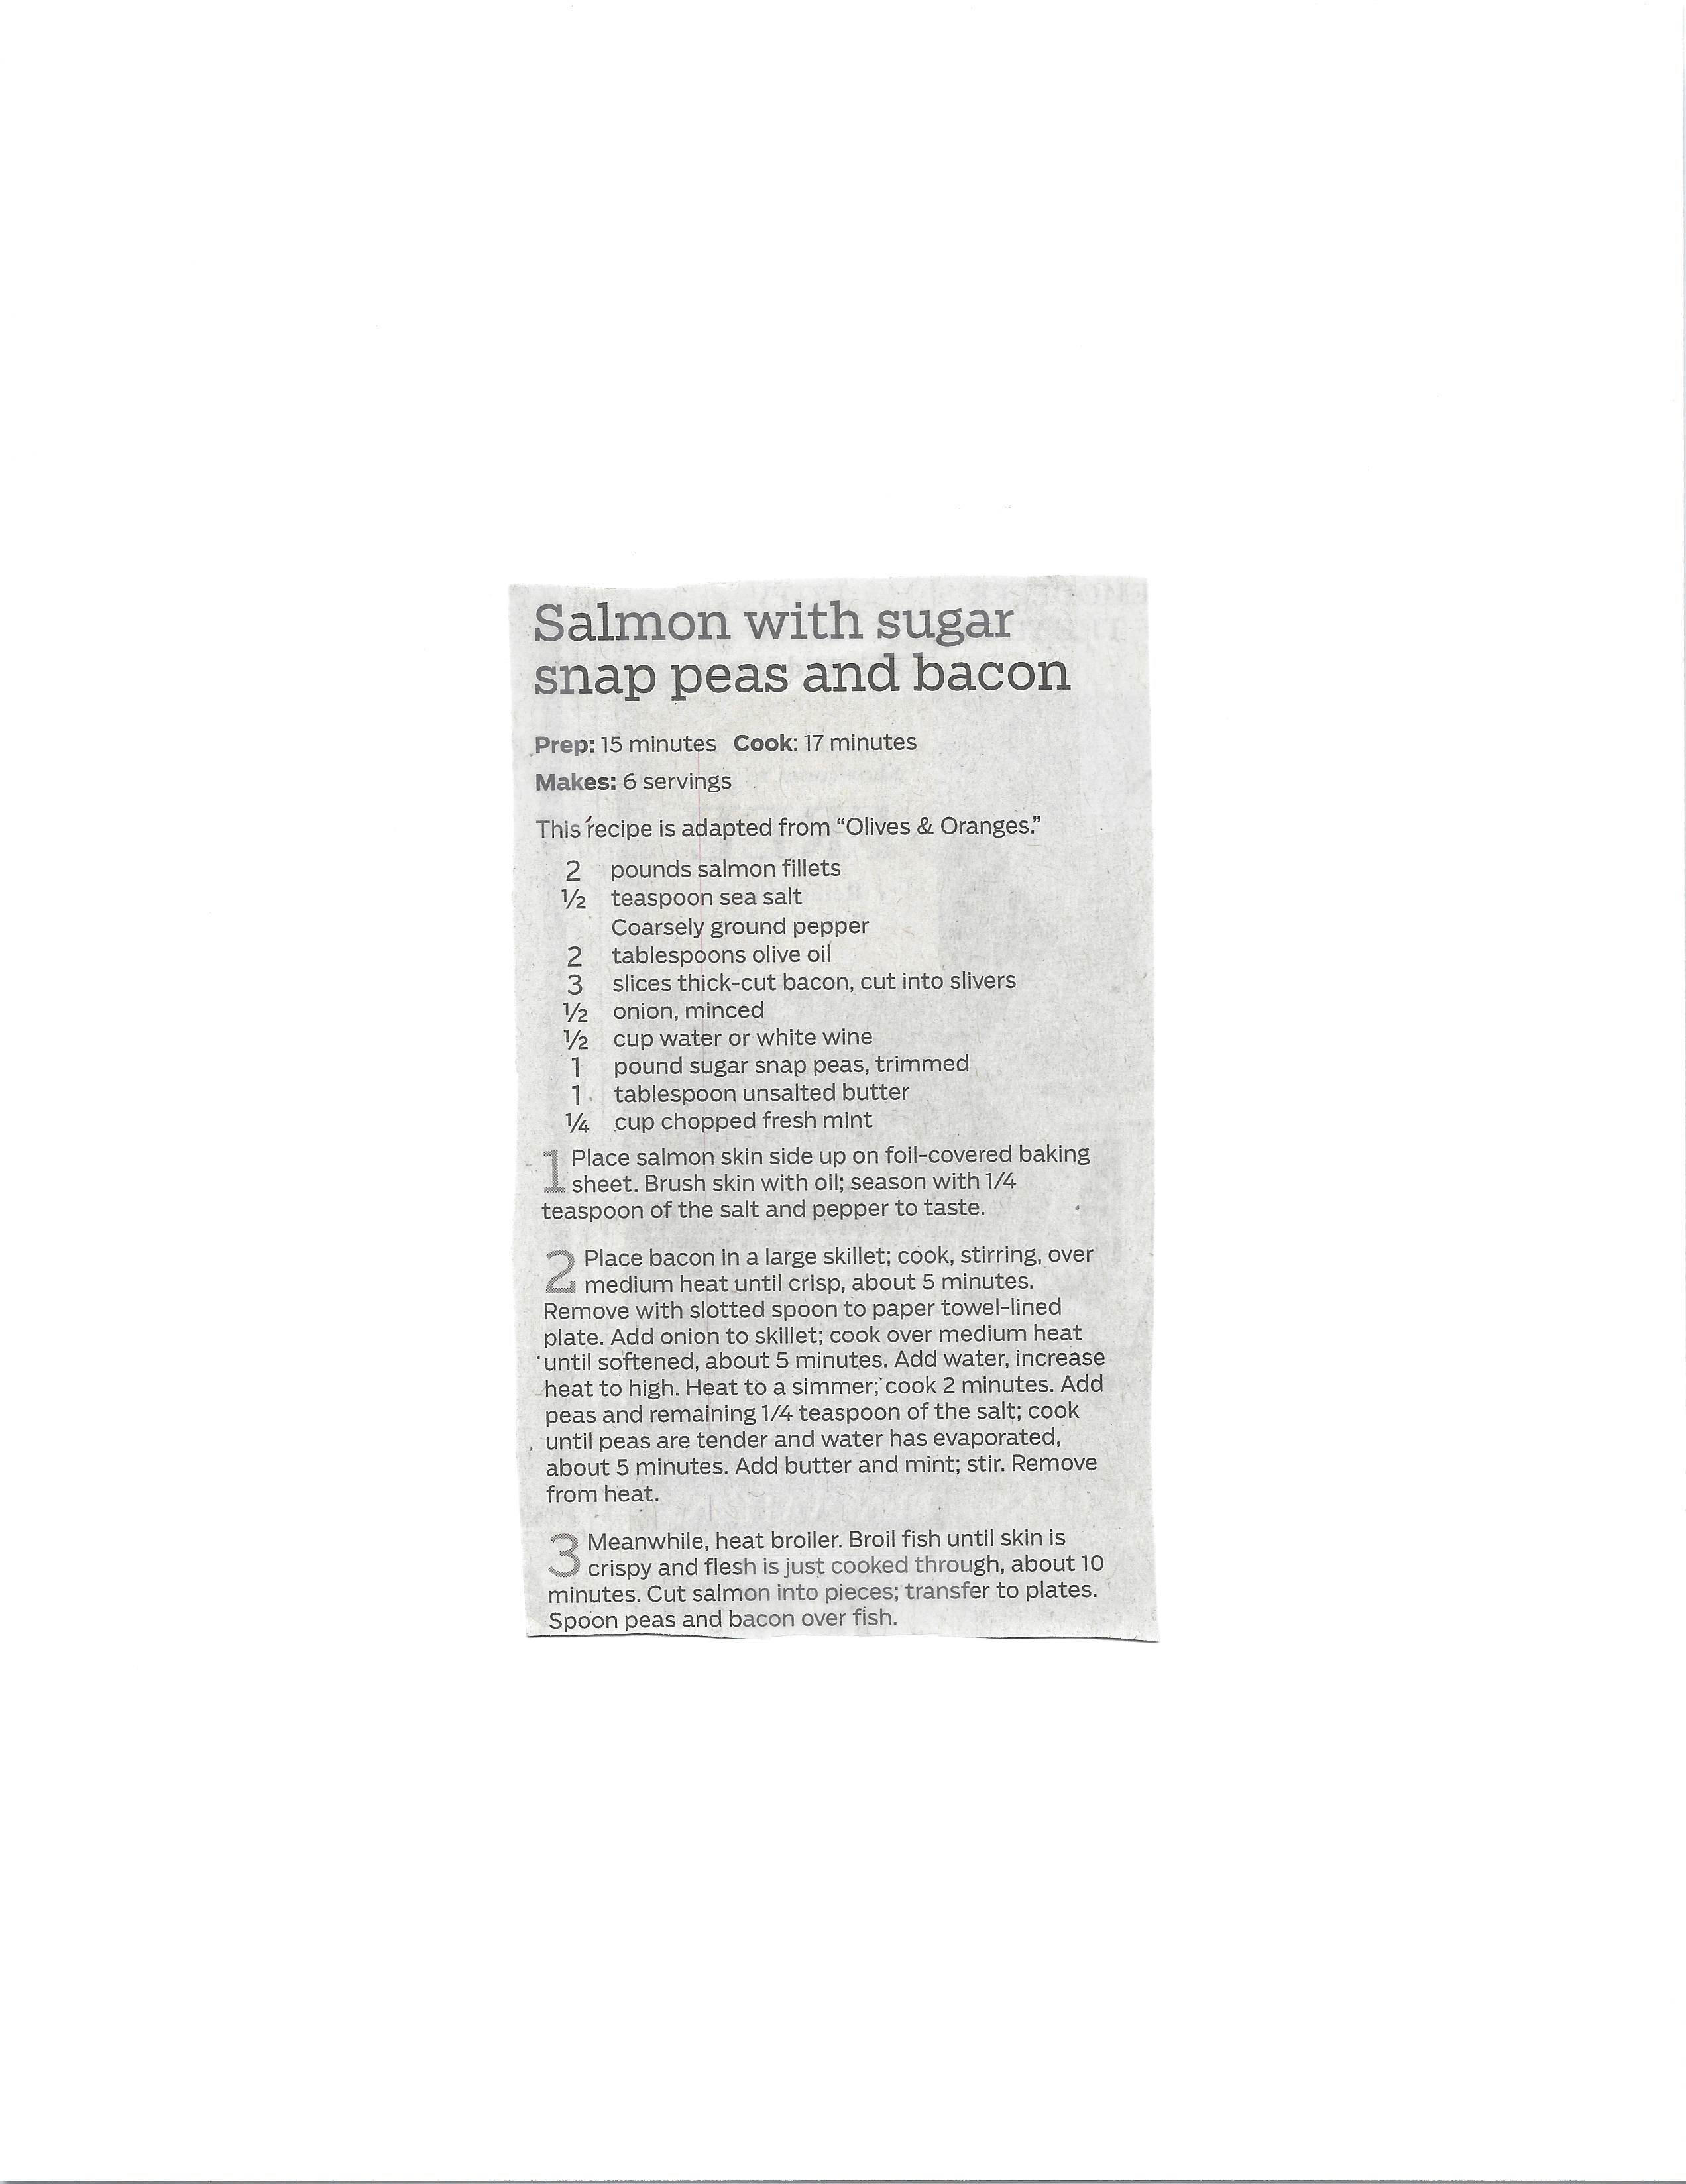 Salmon with sugar
snap peas and bacon
Prep: 15 minutes Cook: 17 minutes
Makes: 6 servings
This recipe is adapted from “Olives & Oranges.”
2 pounds salmon fillets
½ teaspoon sea salt
Coarsely ground pepper
2 tablespoons olive oil
3 slices thick-cut bacon, cut into slivers
½ onion, minced
½ cup water or white wine
1 pound sugar snap peas, trimmed
1 tablespoon unsalted butter
¼ cup chopped fresh mint
1 Place salmon skin side up on foil-covered baking
sheet. Brush skin with oil; season with 1/4
teaspoon of the salt and pepper to taste.
2 Place bacon in a large skillet; cook, stirring, over
medium heat until crisp, about 5 minutes.
Remove with slotted spoon to paper towel-lined
plate. Add onion to skillet; cook over medium heat
until softened, about 5 minutes. Add water, increase
heat to high. Heat to a simmer; cook 2 minutes. Add
peas and remaining 1/4 teaspoon of the salt; cook
until peas are tender and water has evaporated,
about 5 minutes. Add butter and mint; stir. Remove
from heat.
3 Meanwhile, heat broiler. Broil fish until skin is
crispy and flesh is just cooked through, about 10
minutes. Cut salmon into pieces; transfer to plates.
Spoon peas and bacon over fish.